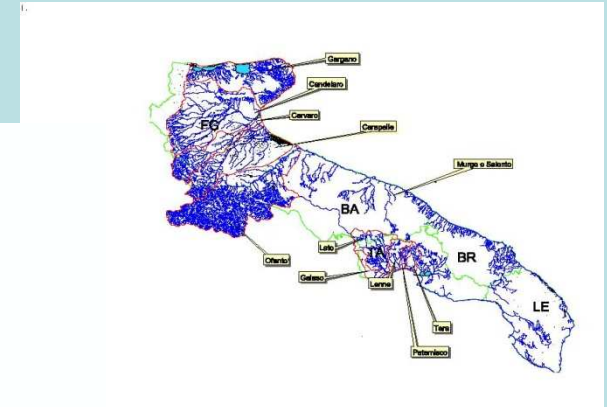 Gargano
Candelaro
Cervaro
FG
Carapelle
Murge e Salento
BA
Lato
TA
BR
Ofanto
Galaso
Lenne
LE
Tara
Patemisco